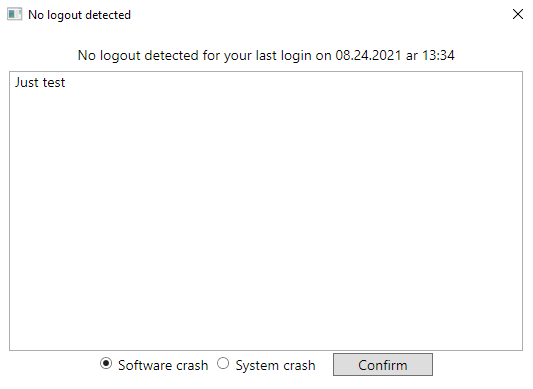 No logout detected
No logout detected for your last login on 08.24.2021 ar 13:34
Just test
Software crash System crash Confirm